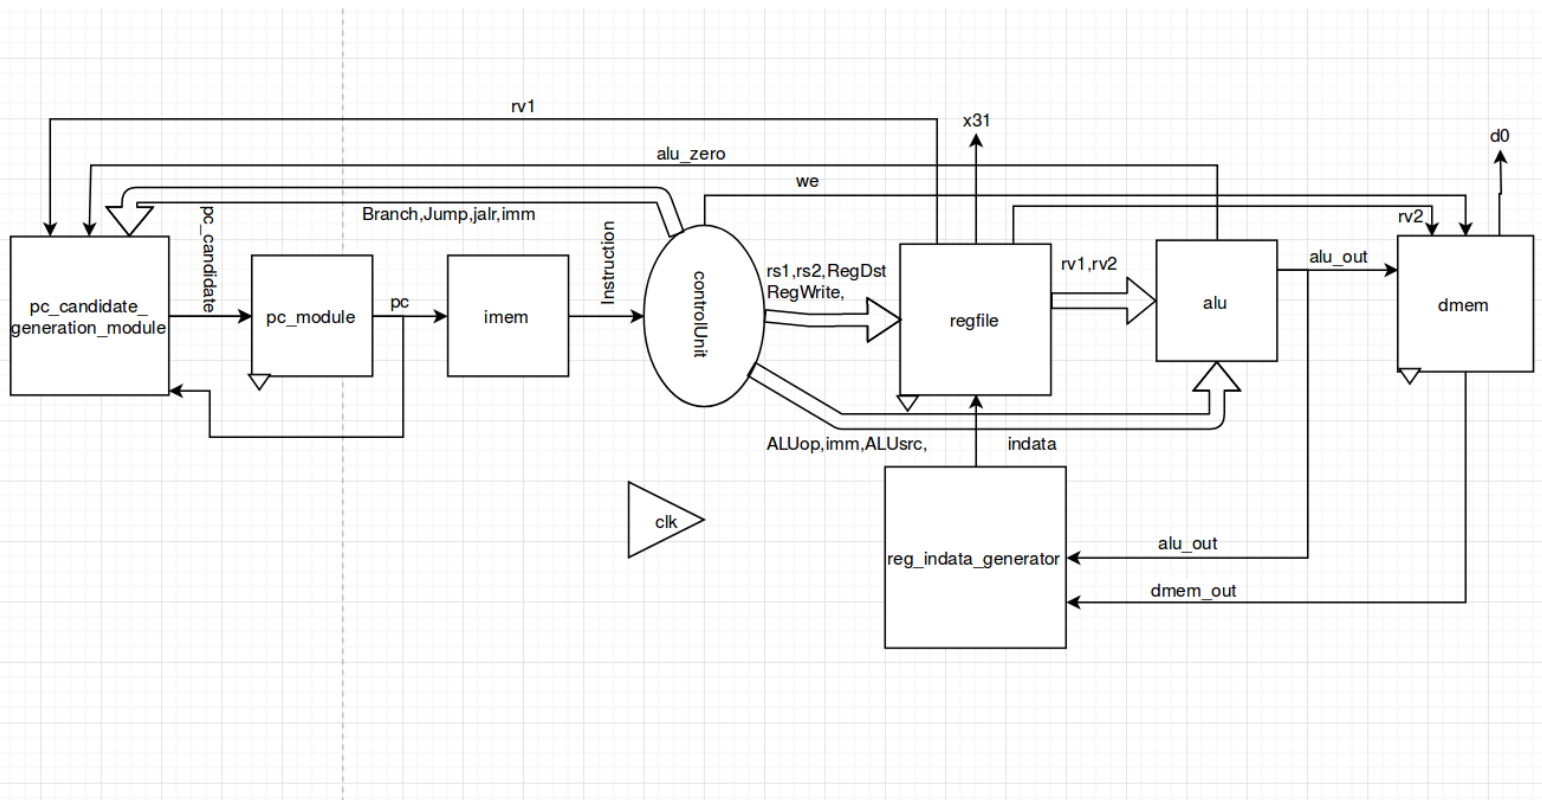 rv1
x31
d0
alu_zero
we
Branch,Jump,jalr,imm
rv2
pc_candidate
Instruction
rs1,rs2,RegDst
RegWrite,
rv1,rv2
alu_out
pc_candidate_
generation_module
pc_module
pc
imem
controlUnit
regfile
alu
dmem
ALUop,imm,ALUsrc,
indata
clk
reg_indata_generator
alu_out
dmem_out